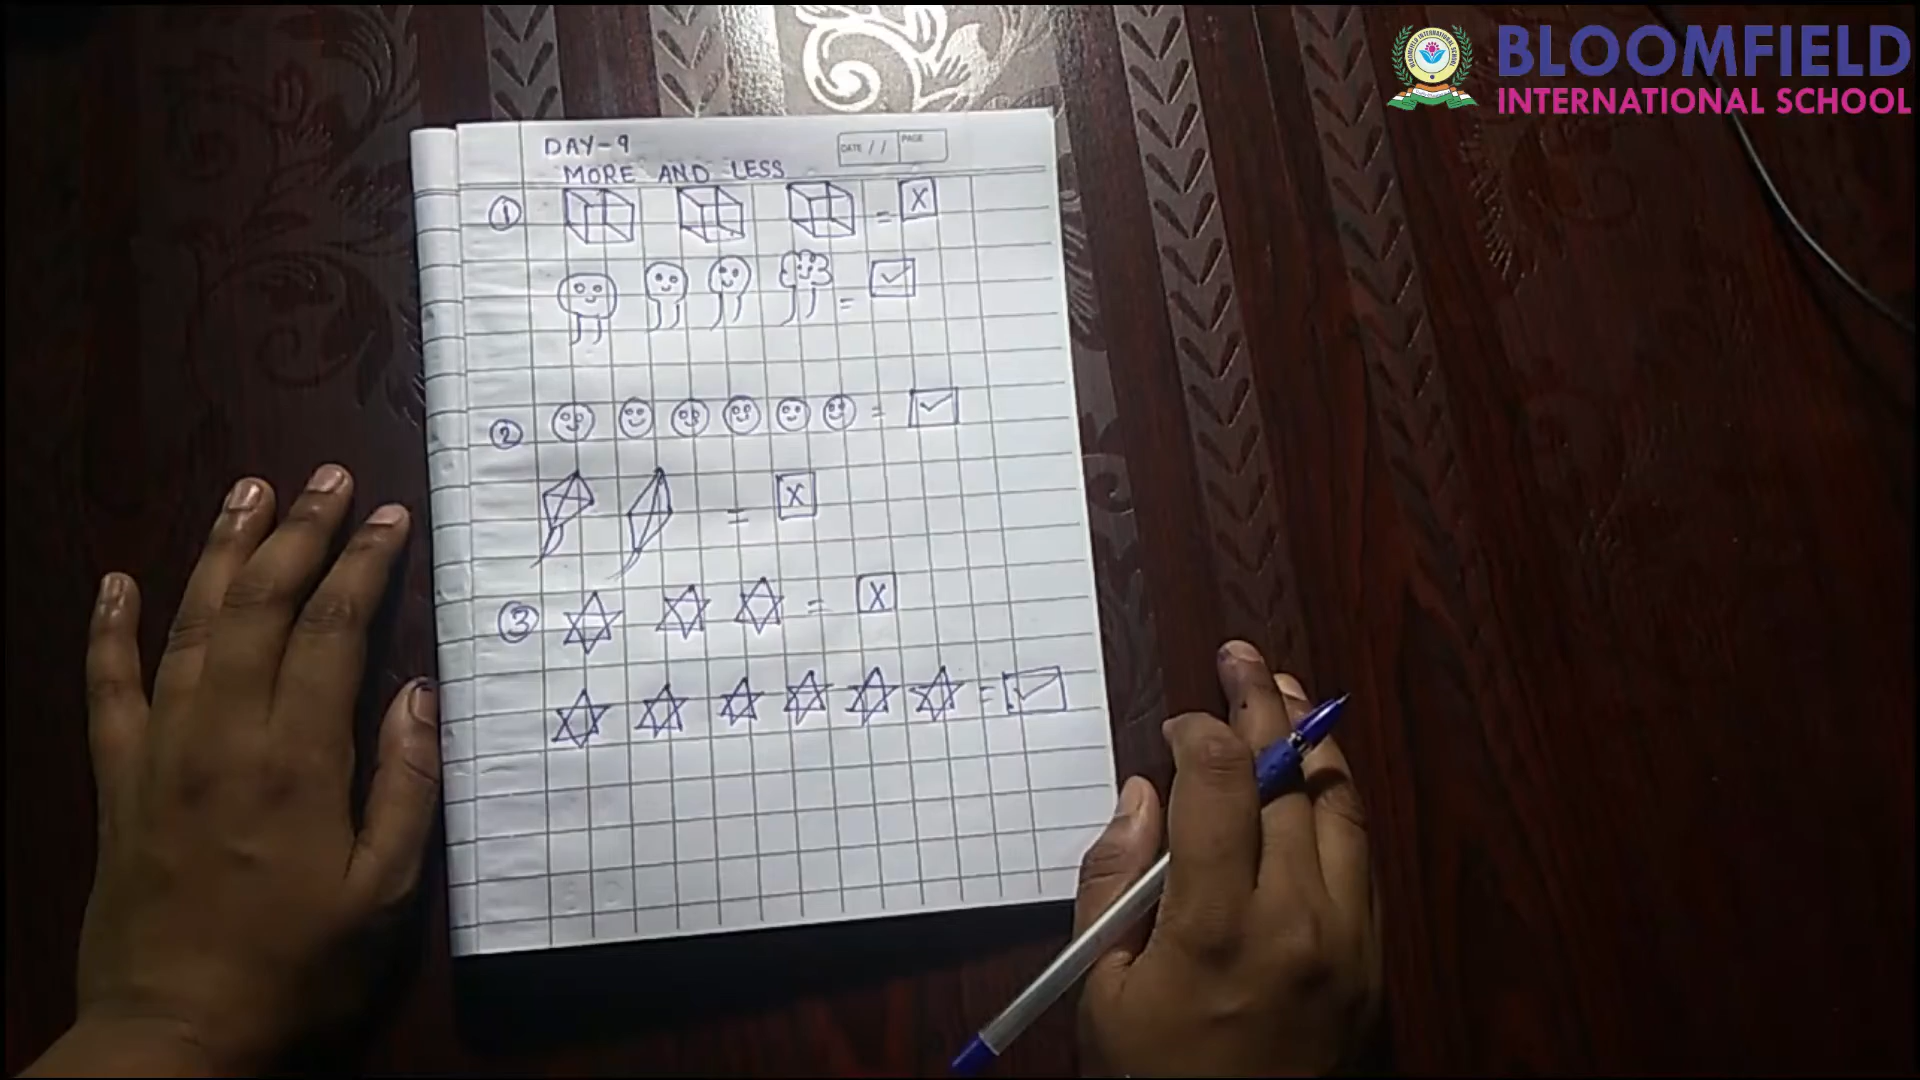 BLOOMFIELD
INTERNATIONAL SCHOOL
DAY-9
DATE / / PAGE
MORE AND LESS
① = X
= ✓
② = ✓
= X
③ = X
= ✓